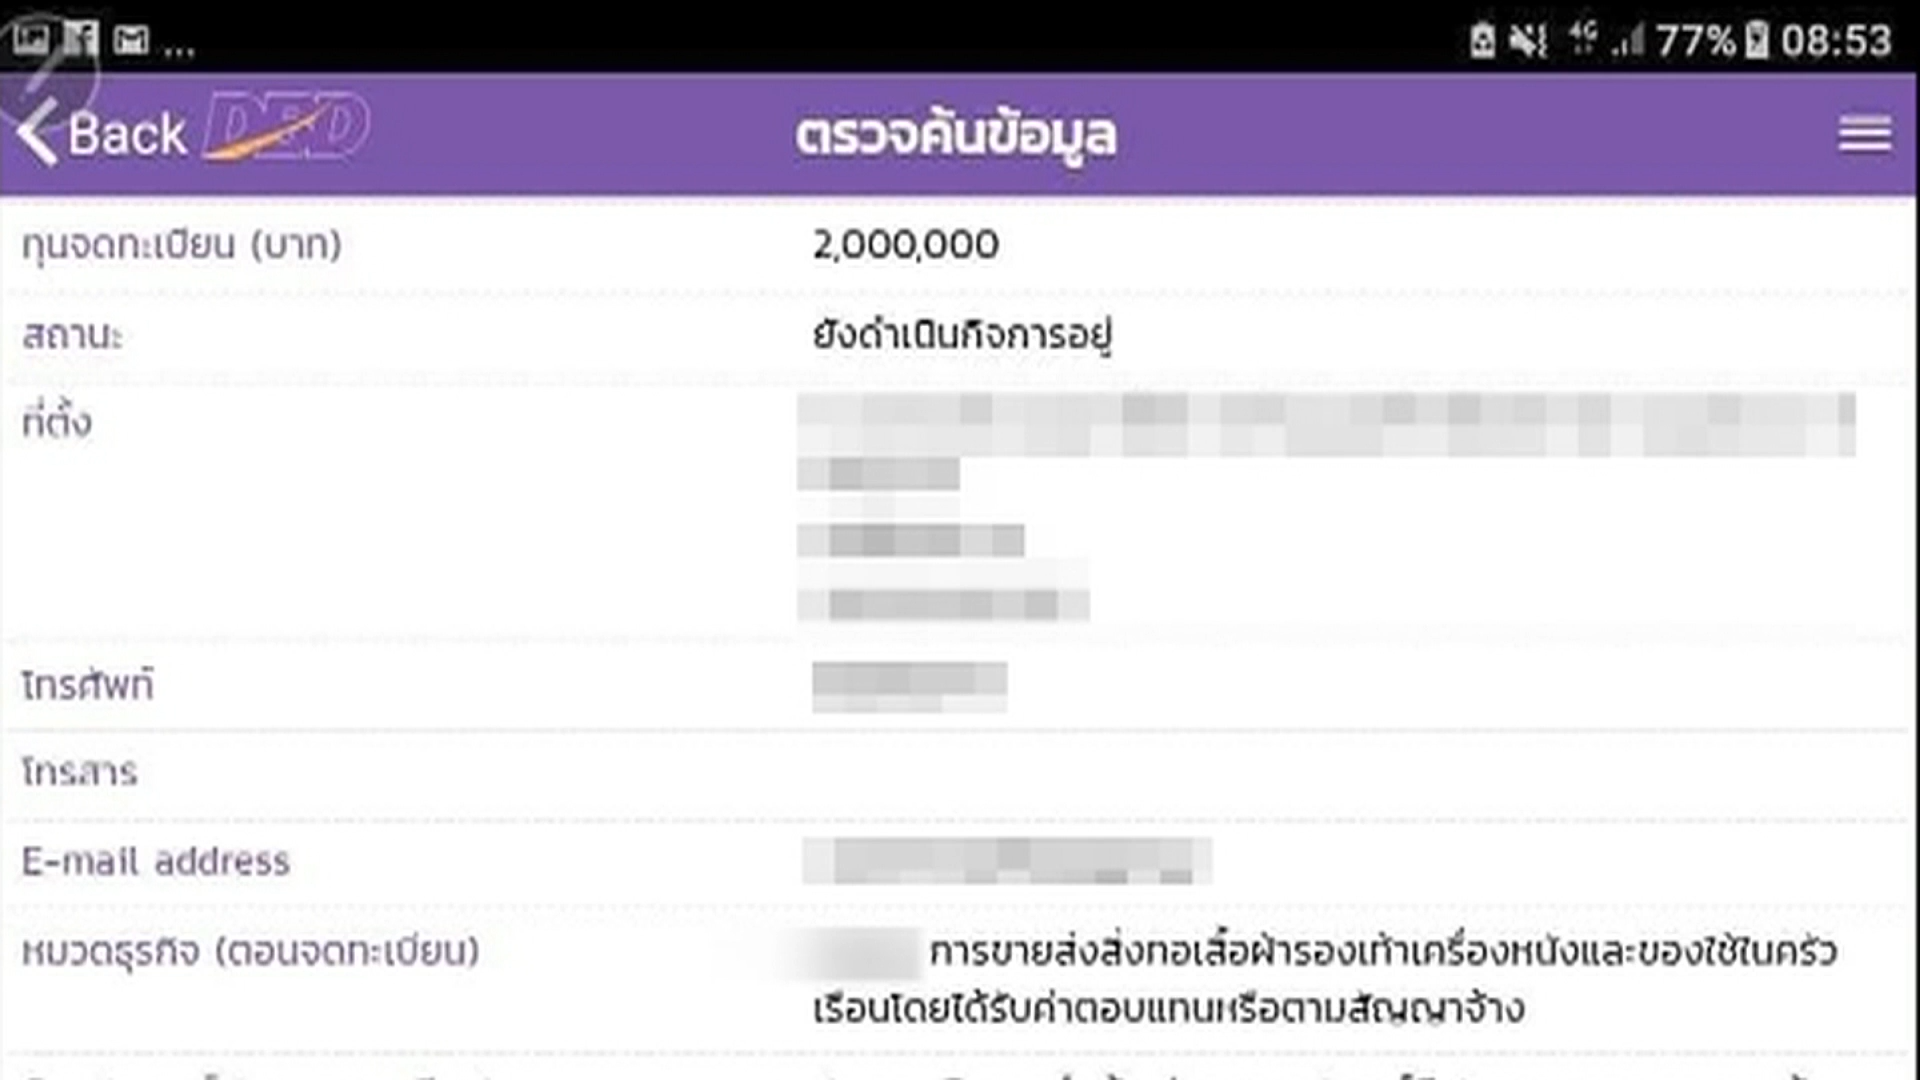 ... 4G 77% 08:53
Back DBD ตรวจค้นข้อมูล
ทุนจดทะเบียน (บาท) 2,000,000
สถานะ ยังดำเนินกิจการอยู่
ที่ตั้ง
โทรศัพท์
โทรสาร
E-mail address
หมวดธุรกิจ (ตอนจดทะเบียน) การขายส่งสิ่งทอเสื้อผ้ารองเท้าเครื่องหนังและของใช้ในครัว
เรือนโดยได้รับค่าตอบแทนหรือตามสัญญาจ้าง